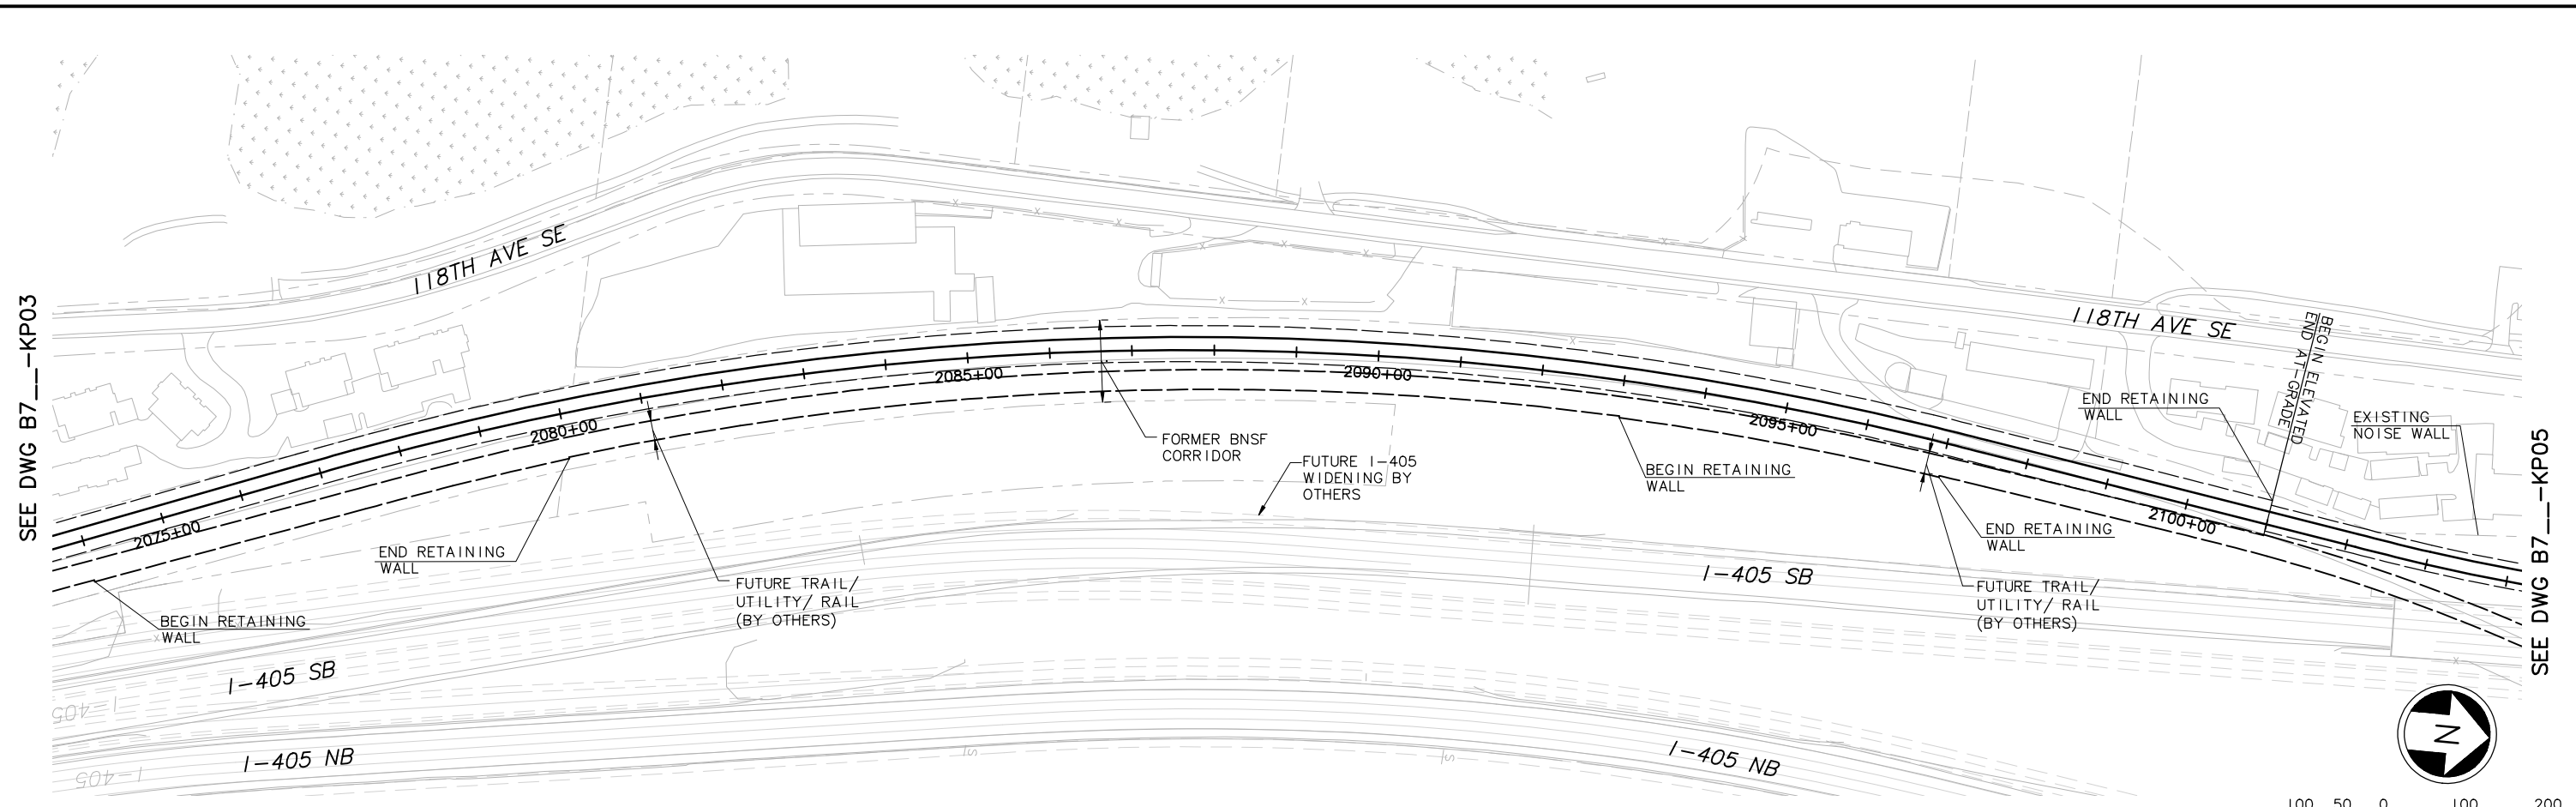 SEE DWG B7__-KP03
118TH AVE SE
118TH AVE SE
BEGIN ELEVATED
END AT-GRADE
END RETAINING
WALL
EXISTING
NOISE WALL
2085+00
2090+00
2080+00
2095+00
2075+00
2100+00
FORMER BNSF
CORRIDOR
FUTURE I-405
WIDENING BY
OTHERS
BEGIN RETAINING
WALL
END RETAINING
WALL
END RETAINING
WALL
FUTURE TRAIL/
UTILITY/ RAIL
(BY OTHERS)
FUTURE TRAIL/
UTILITY/ RAIL
(BY OTHERS)
BEGIN RETAINING
WALL
I-405 SB
I-405 SB
I-405
I-405 NB
I-405 NB
I-405
SEE DWG B7__-KP05
N
100 50 0 100 200